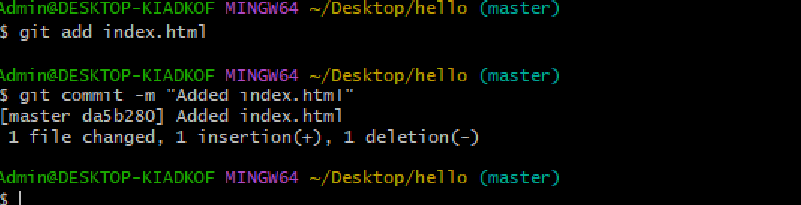 Admin@DESKTOP-KIADKOF MINGW64 ~/Desktop/hello (master)
$ git add index.html
Admin@DESKTOP-KIADKOF MINGW64 ~/Desktop/hello (master)
$ git commit -m "Added index.html"
[master da5b280] Added index.html
1 file changed, 1 insertion(+), 1 deletion(-)
Admin@DESKTOP-KIADKOF MINGW64 ~/Desktop/hello (master)
$